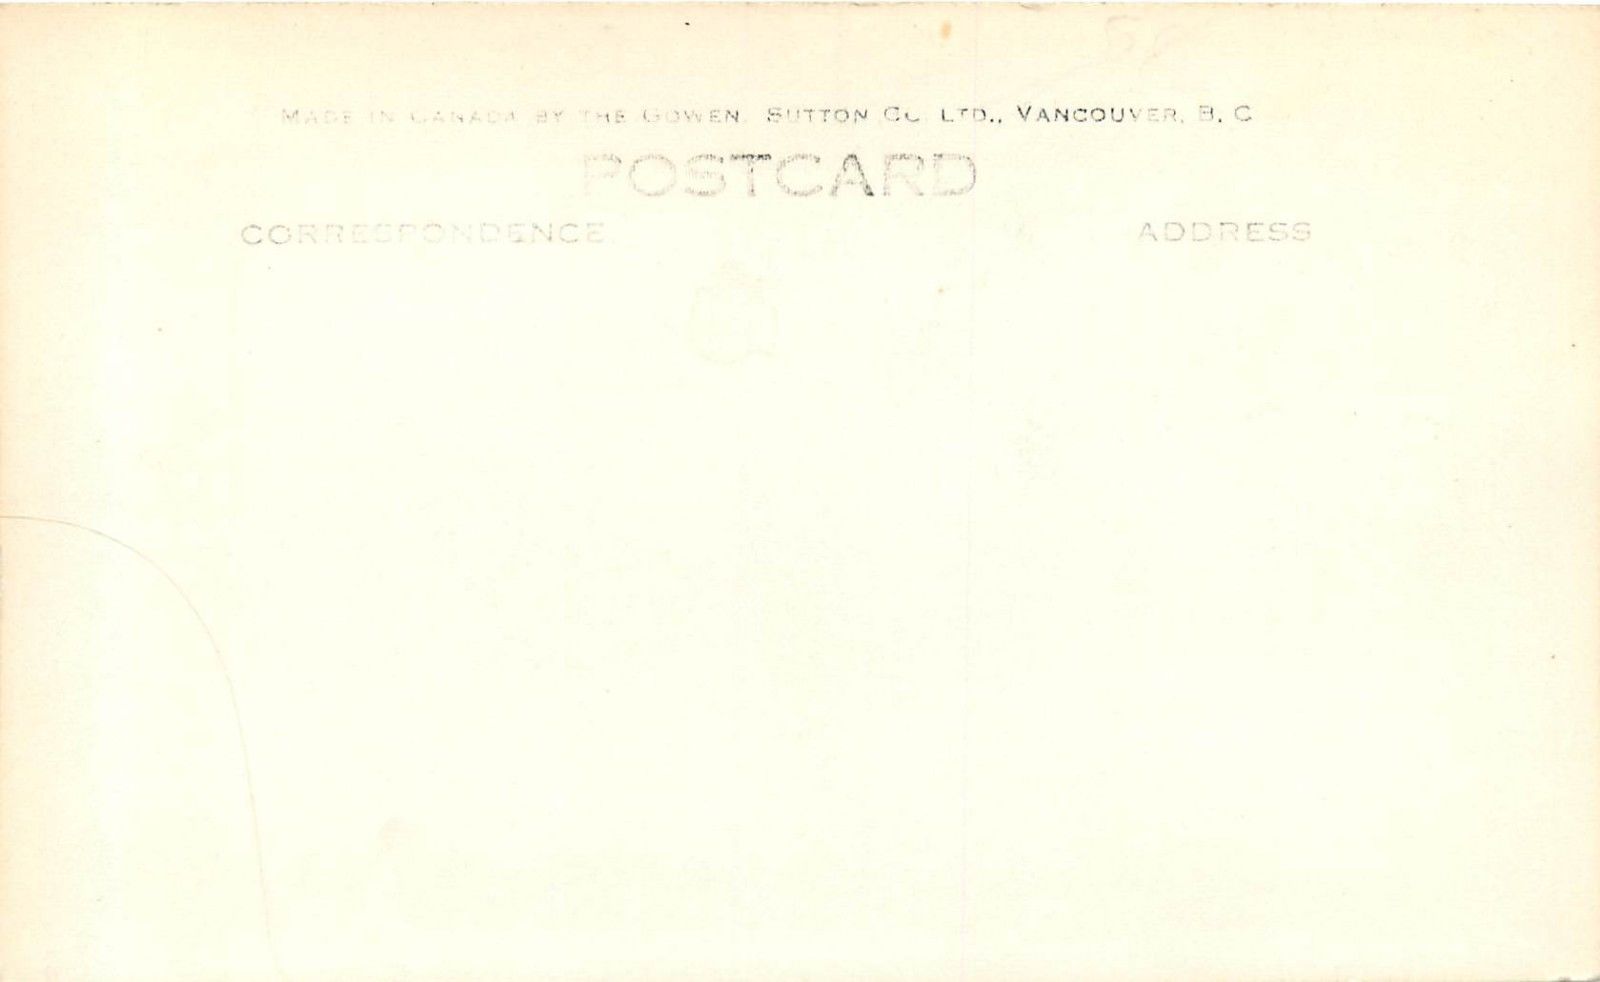 MADE IN CANADA BY THE GOWEN, SUTTON CO. LTD., VANCOUVER, B. C.
POSTCARD
CORRESPONDENCE
ADDRESS